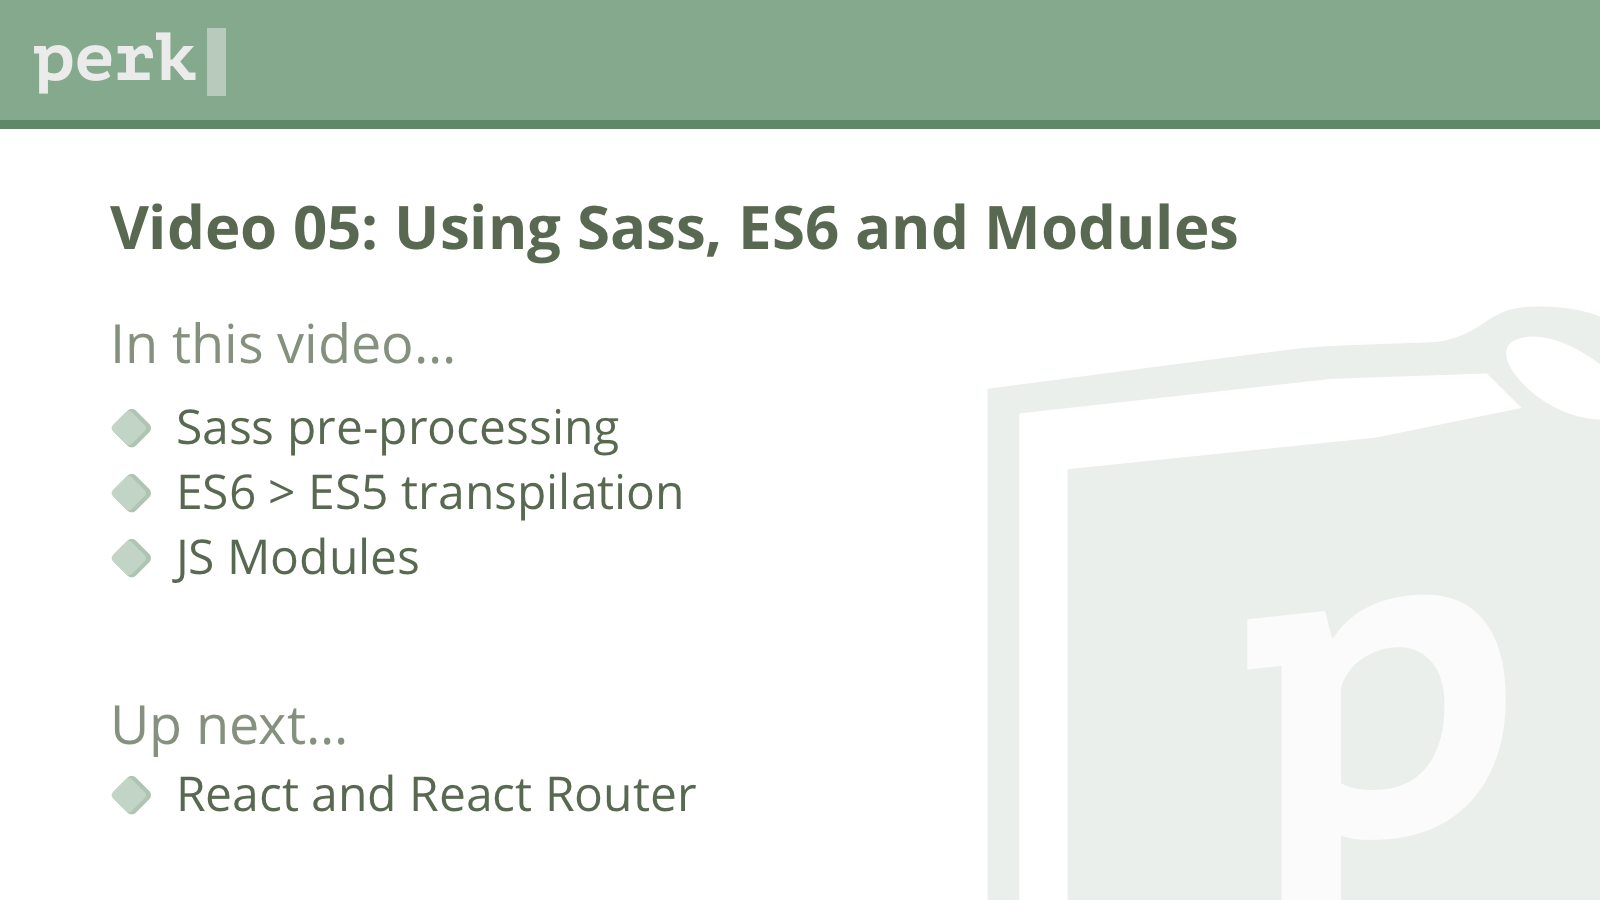 perk
Video 05: Using Sass, ES6 and Modules
In this video...
Sass pre-processing
ES6 > ES5 transpilation
JS Modules
Up next...
React and React Router
p